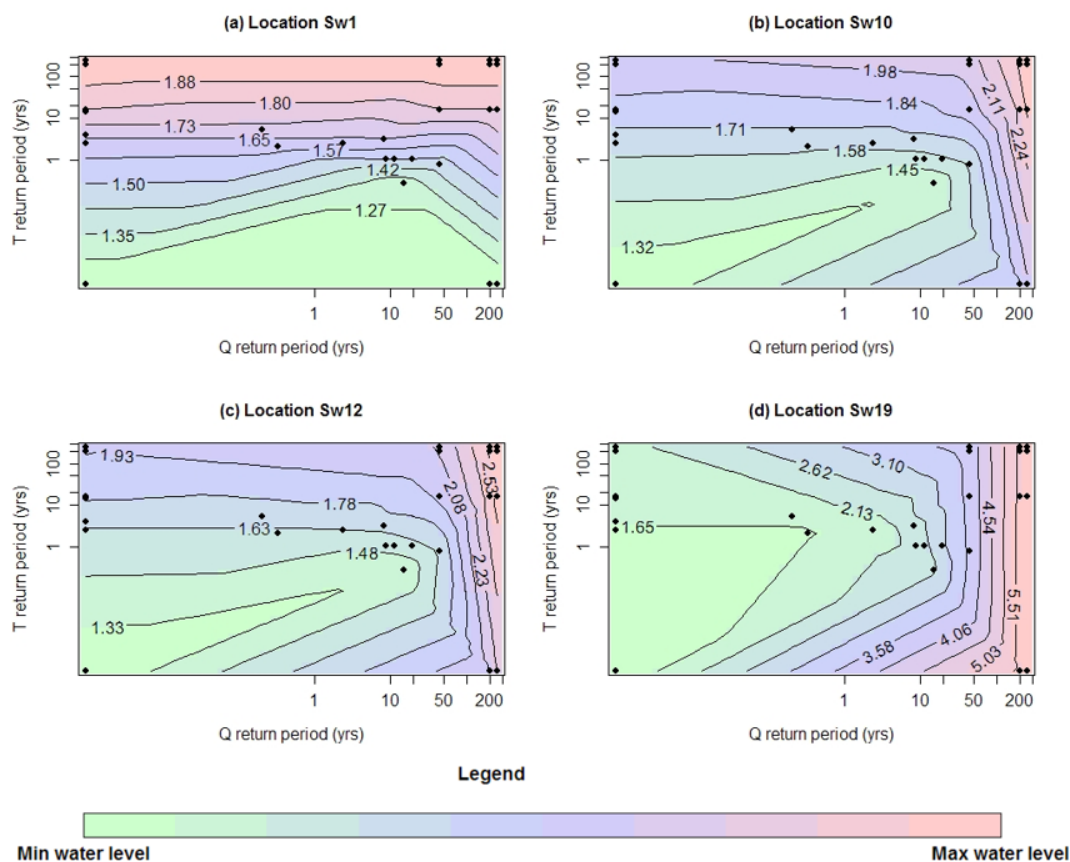 (a) Location Sw1
(b) Location Sw10
T return period (yrs)
100
10
1
1.88
1.80
1.73
1.65
1.57
1.42
1.50
1.27
1.35
1 10 50 200
Q return period (yrs)
T return period (yrs)
100
10
1
1.98
2.11
1.84
2.24
1.71
1.58
1.45
1.32
1 10 50 200
Q return period (yrs)
(c) Location Sw12
(d) Location Sw19
T return period (yrs)
100
10
1
1.93
2.53
2.08
1.78
1.63
1.48
2.23
1.33
1 10 50 200
Q return period (yrs)
T return period (yrs)
100
10
1
2.62
3.10
2.13
4.54
1.65
5.51
4.06
3.58
5.03
1 10 50 200
Q return period (yrs)
Legend
Min water level
Max water level